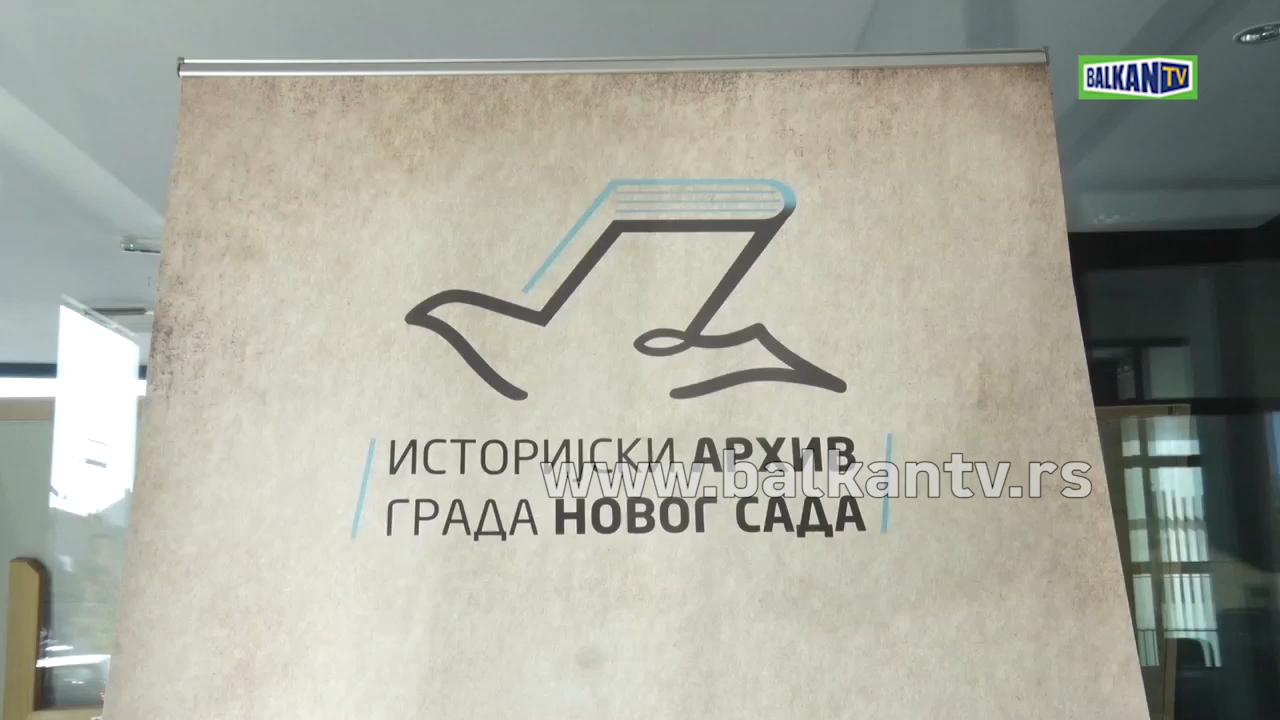 BALKAN TV
ИСТОРИЈСКИ АРХИВ
www.balkantv.rs
ГРАДА НОВОГ САДА